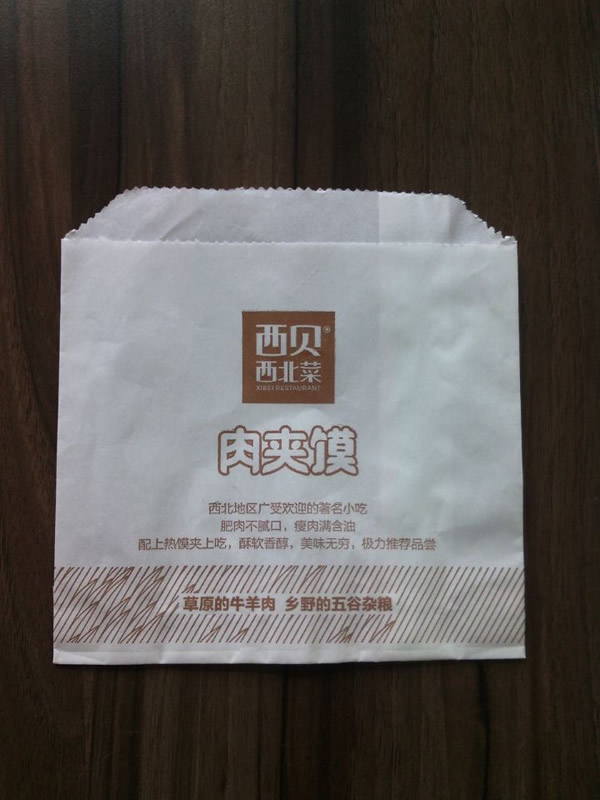 西贝®
西北菜
XIBEI RESTAURANT
肉夹馍
西北地区广受欢迎的著名小吃
肥肉不腻口，瘦肉满含油
配上热馍夹上吃，酥软香醇，美味无穷，极力推荐品尝
草原的牛羊肉 乡野的五谷杂粮